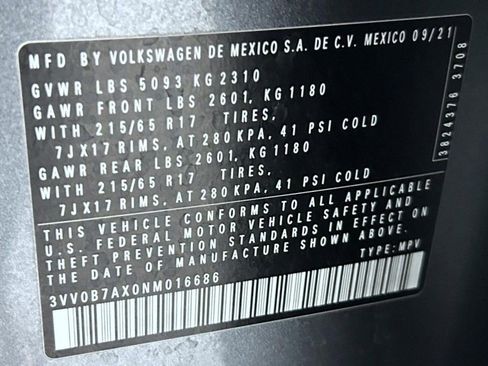 MFD BY VOLKSWAGEN DE MEXICO S.A. DE C.V. MEXICO 09/21
GVWR LBS 5093 KG 2310
GAWR FRONT LBS 2601, KG 1180
WITH 215/65 R17 TIRES,
7JX17 RIMS. AT 280 KPA, 41 PSI COLD
GAWR REAR LBS 2601, KG 1180
WITH 215/65 R17 TIRES,
7JX17 RIMS. AT 280 KPA, 41 PSI COLD
THIS VEHICLE CONFORMS TO ALL APPLICABLE
U.S. FEDERAL MOTOR VEHICLE SAFETY AND
THEFT PREVENTION STANDARDS IN EFFECT ON
THE DATE OF MANUFACTURE SHOWN ABOVE.
3VV0B7AX0NM016686 TYPE: MPV
3824376 3708